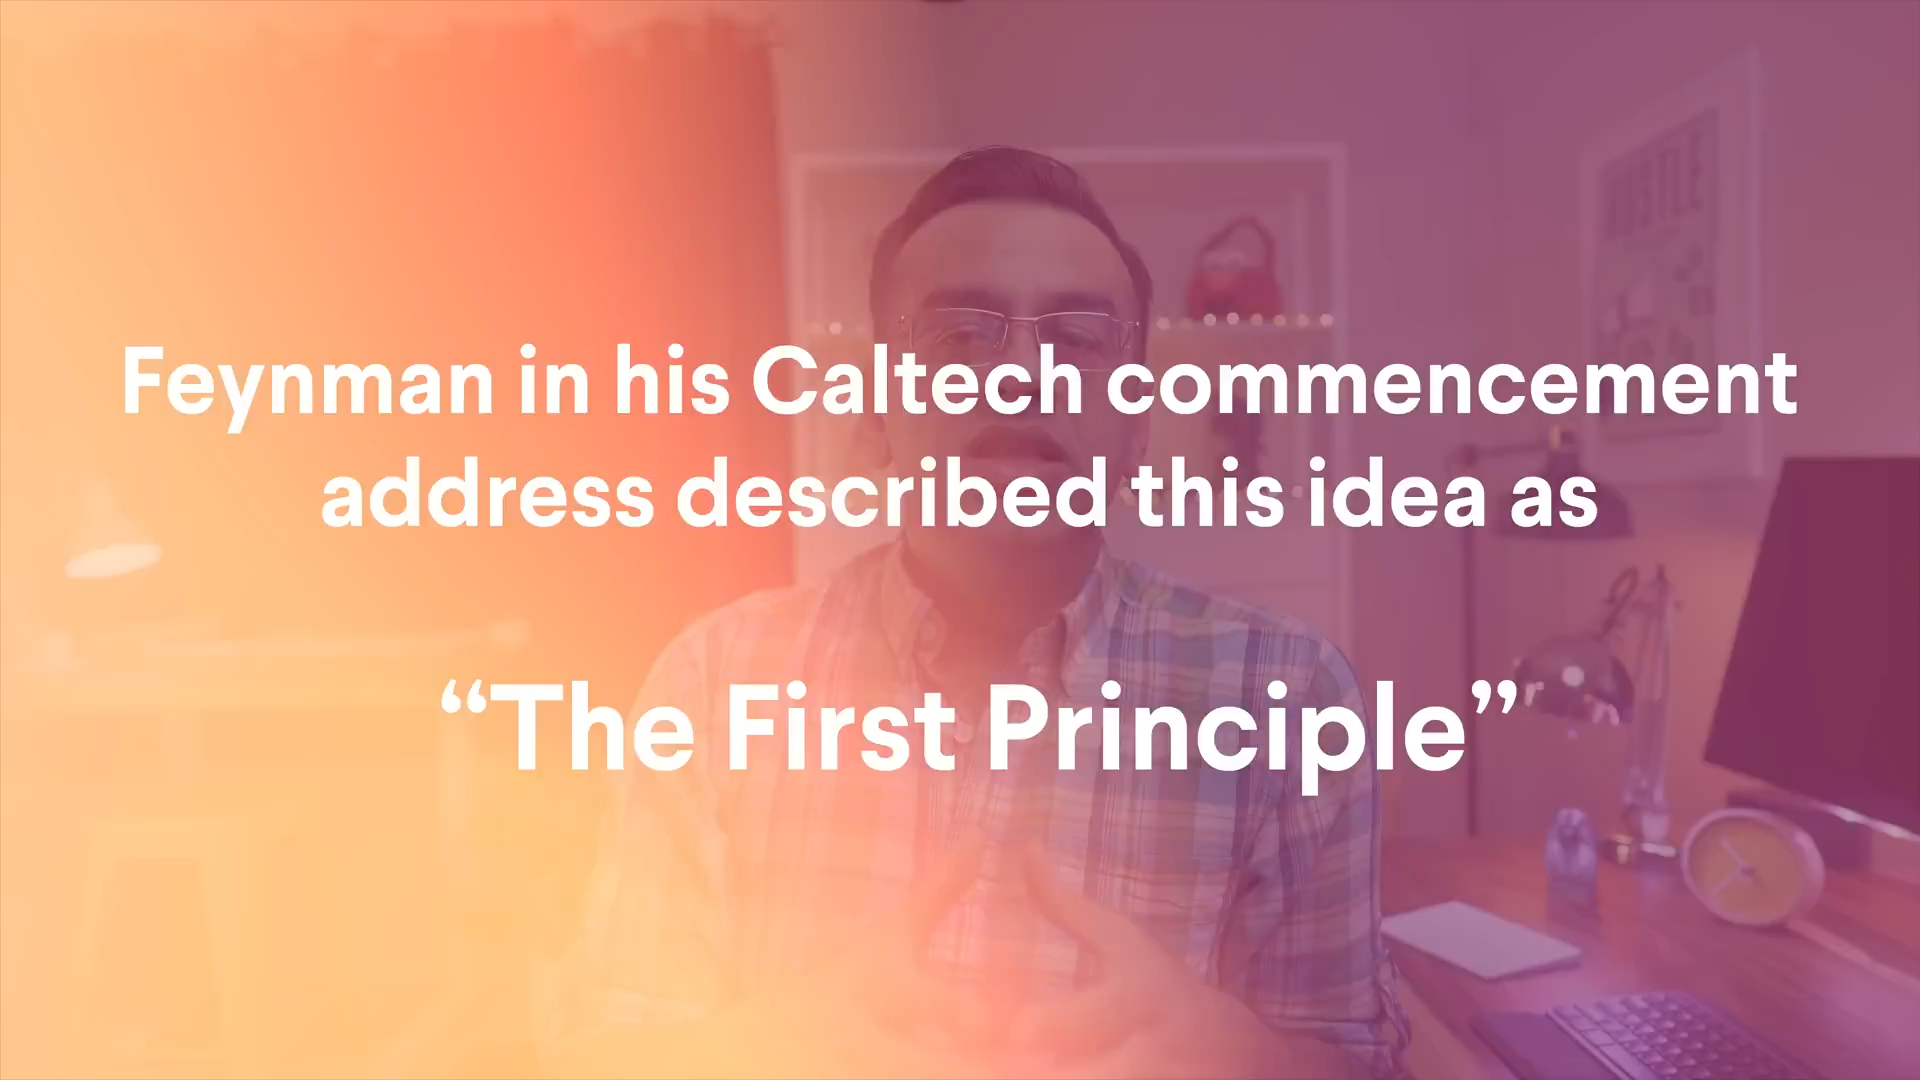 Feynman in his Caltech commencement
address described this idea as
“The First Principle”